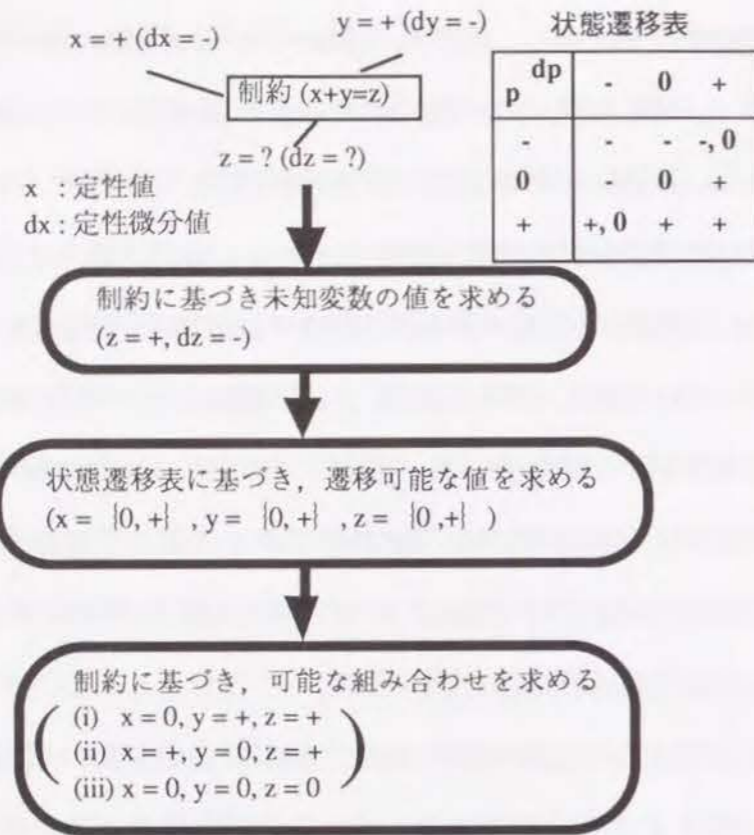 x = + (dx = -)
y = + (dy = -)
制約 (x+y=z)
z = ? (dz = ?)
x :定性値
dx :定性微分値
状態遷移表
p dp - 0 +
- - - -, 0
0 - 0 +
+ +, 0 + +
制約に基づき未知変数の値を求める
(z = +, dz = -)
状態遷移表に基づき，遷移可能な値を求める
(x = {0, +} , y = {0, +} , z = {0 ,+} )
制約に基づき，可能な組み合わせを求める
(i) x = 0, y = +, z = +
(ii) x = +, y = 0, z = +
(iii) x = 0, y = 0, z = 0